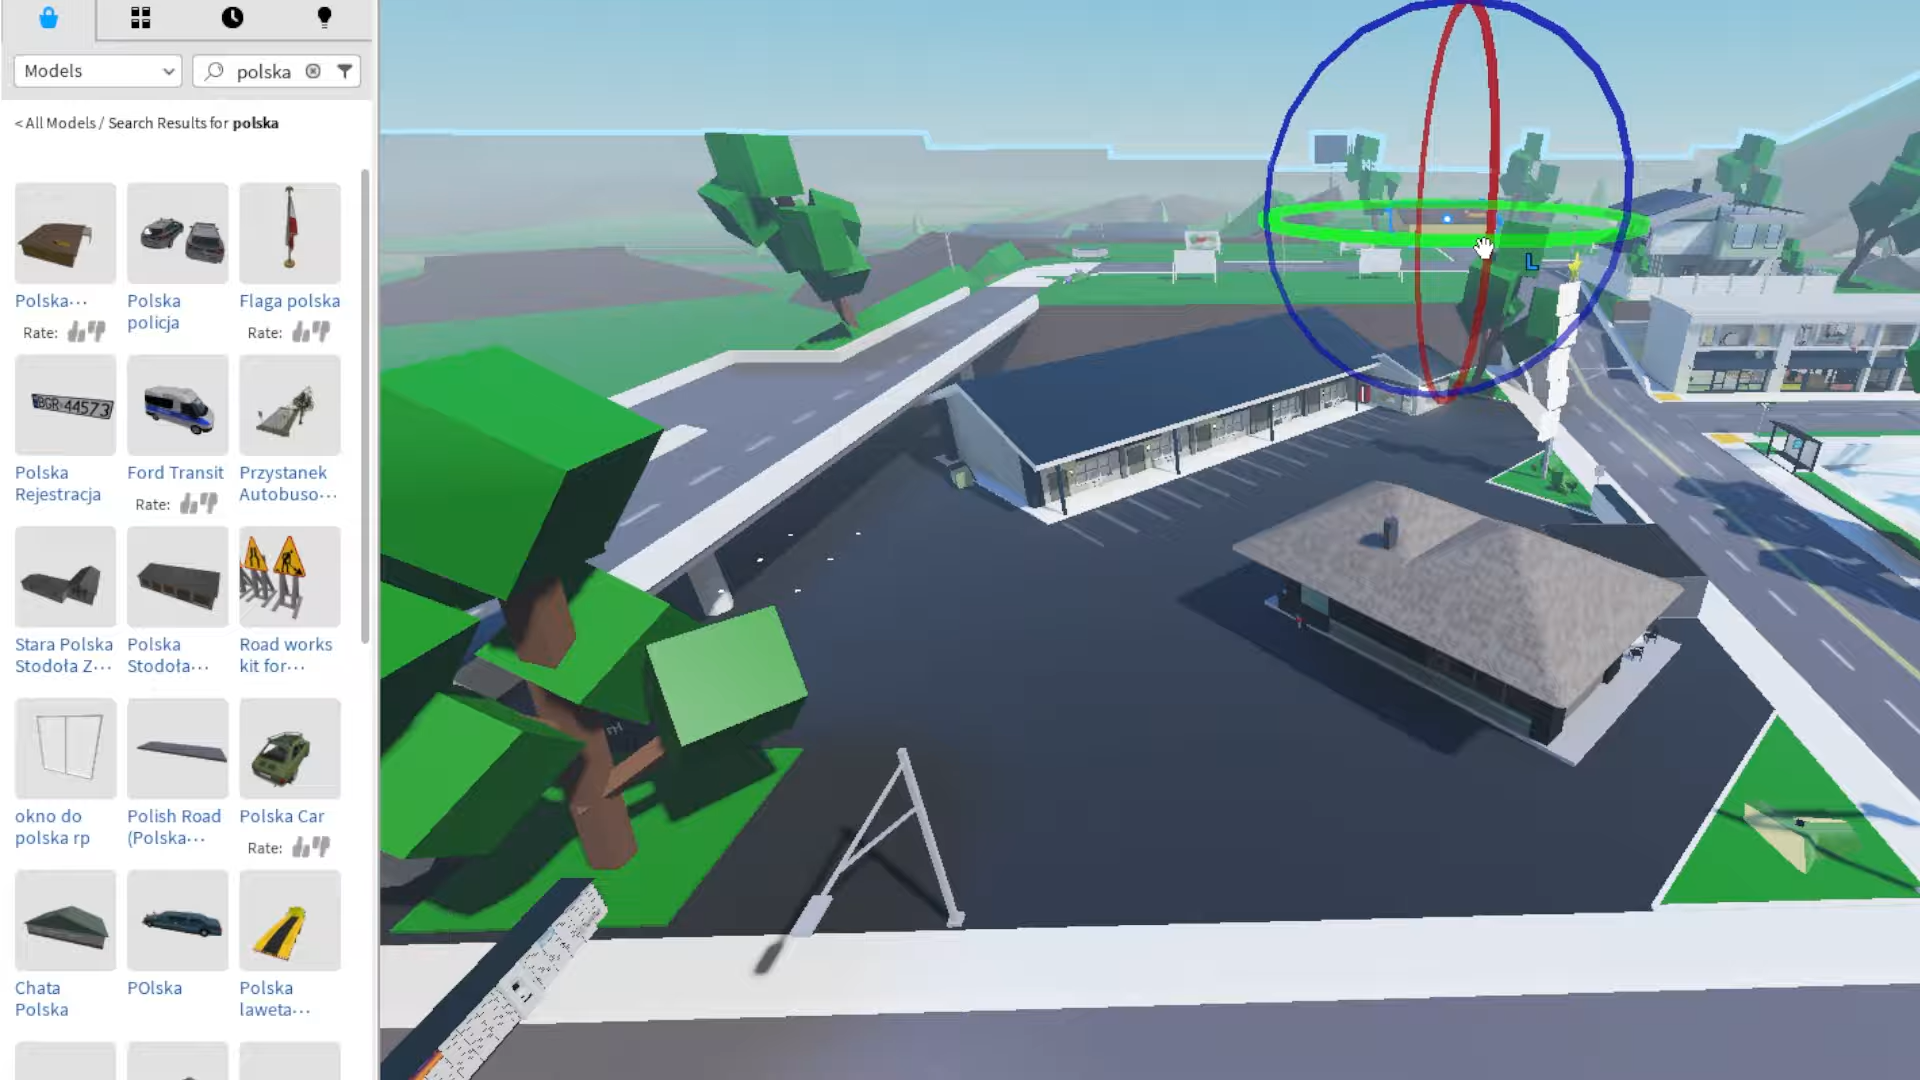 Models
polska
< All Models / Search Results for polska
Polska···
Polska
policja
Flaga polska
Rate:
Rate:
BGR 44573
Polska
Rejestracja
Ford Transit
Przystanek
Autobuso···
Rate:
Stara Polska
Stodoła Z···
Polska
Stodoła···
Road works
kit for···
okno do
polska rp
Polish Road
(Polska···
Polska Car
Rate:
Chata
Polska
POlska
Polska
laweta···
L